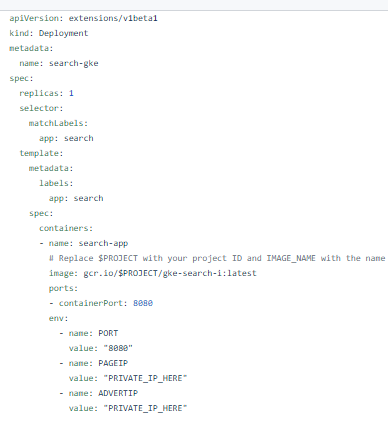 apiVersion: extensions/v1beta1
kind: Deployment
metadata:
  name: search-gke
spec:
  replicas: 1
  selector:
    matchLabels:
      app: search
  template:
    metadata:
      labels:
        app: search
    spec:
      containers:
      - name: search-app
        # Replace $PROJECT with your project ID and IMAGE_NAME with the name
        image: gcr.io/$PROJECT/gke-search-i:latest
        ports:
        - containerPort: 8080
        env:
          - name: PORT
            value: "8080"
          - name: PAGEIP
            value: "PRIVATE_IP_HERE"
          - name: ADVERTIP
            value: "PRIVATE_IP_HERE"